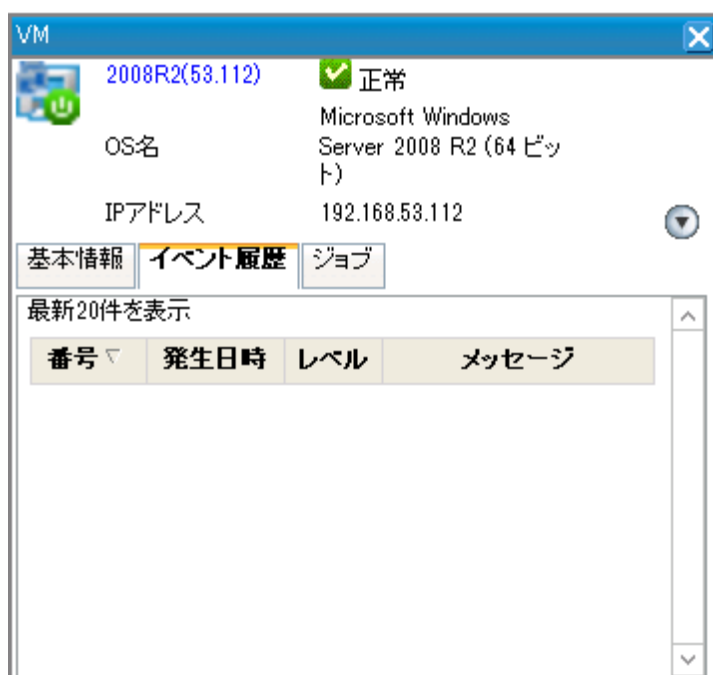 VM
2008R2(53.112) 正常
OS名 Microsoft Windows
Server 2008 R2 (64 ビッ
ト)
IPアドレス 192.168.53.112
基本情報 イベント履歴 ジョブ
最新20件を表示
番号 発生日時 レベル メッセージ